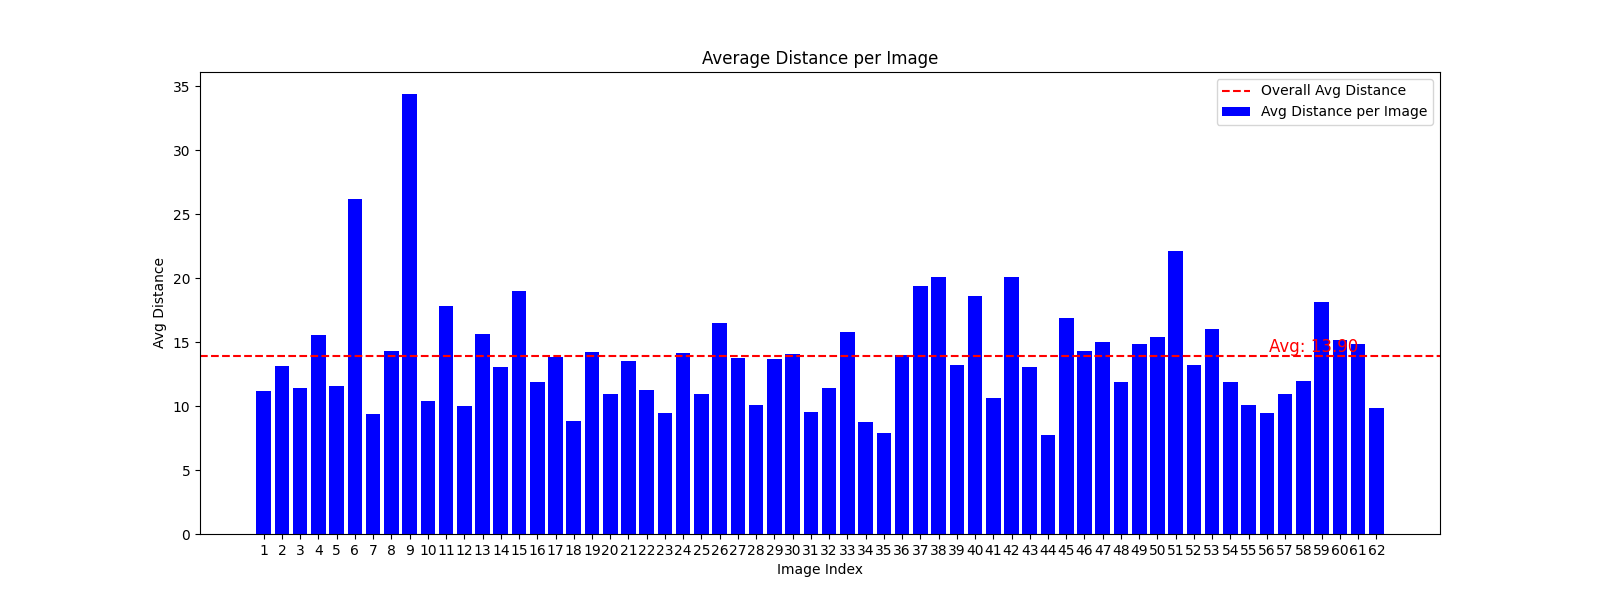 Average Distance per Image
Overall Avg Distance
Avg Distance per Image
Avg Distance
35
30
25
20
15
10
5
0
Avg: 13.90
1 2 3 4 5 6 7 8 9 10 11 12 13 14 15 16 17 18 19 20 21 22 23 24 25 26 27 28 29 30 31 32 33 34 35 36 37 38 39 40 41 42 43 44 45 46 47 48 49 50 51 52 53 54 55 56 57 58 59 60 61 62
Image Index